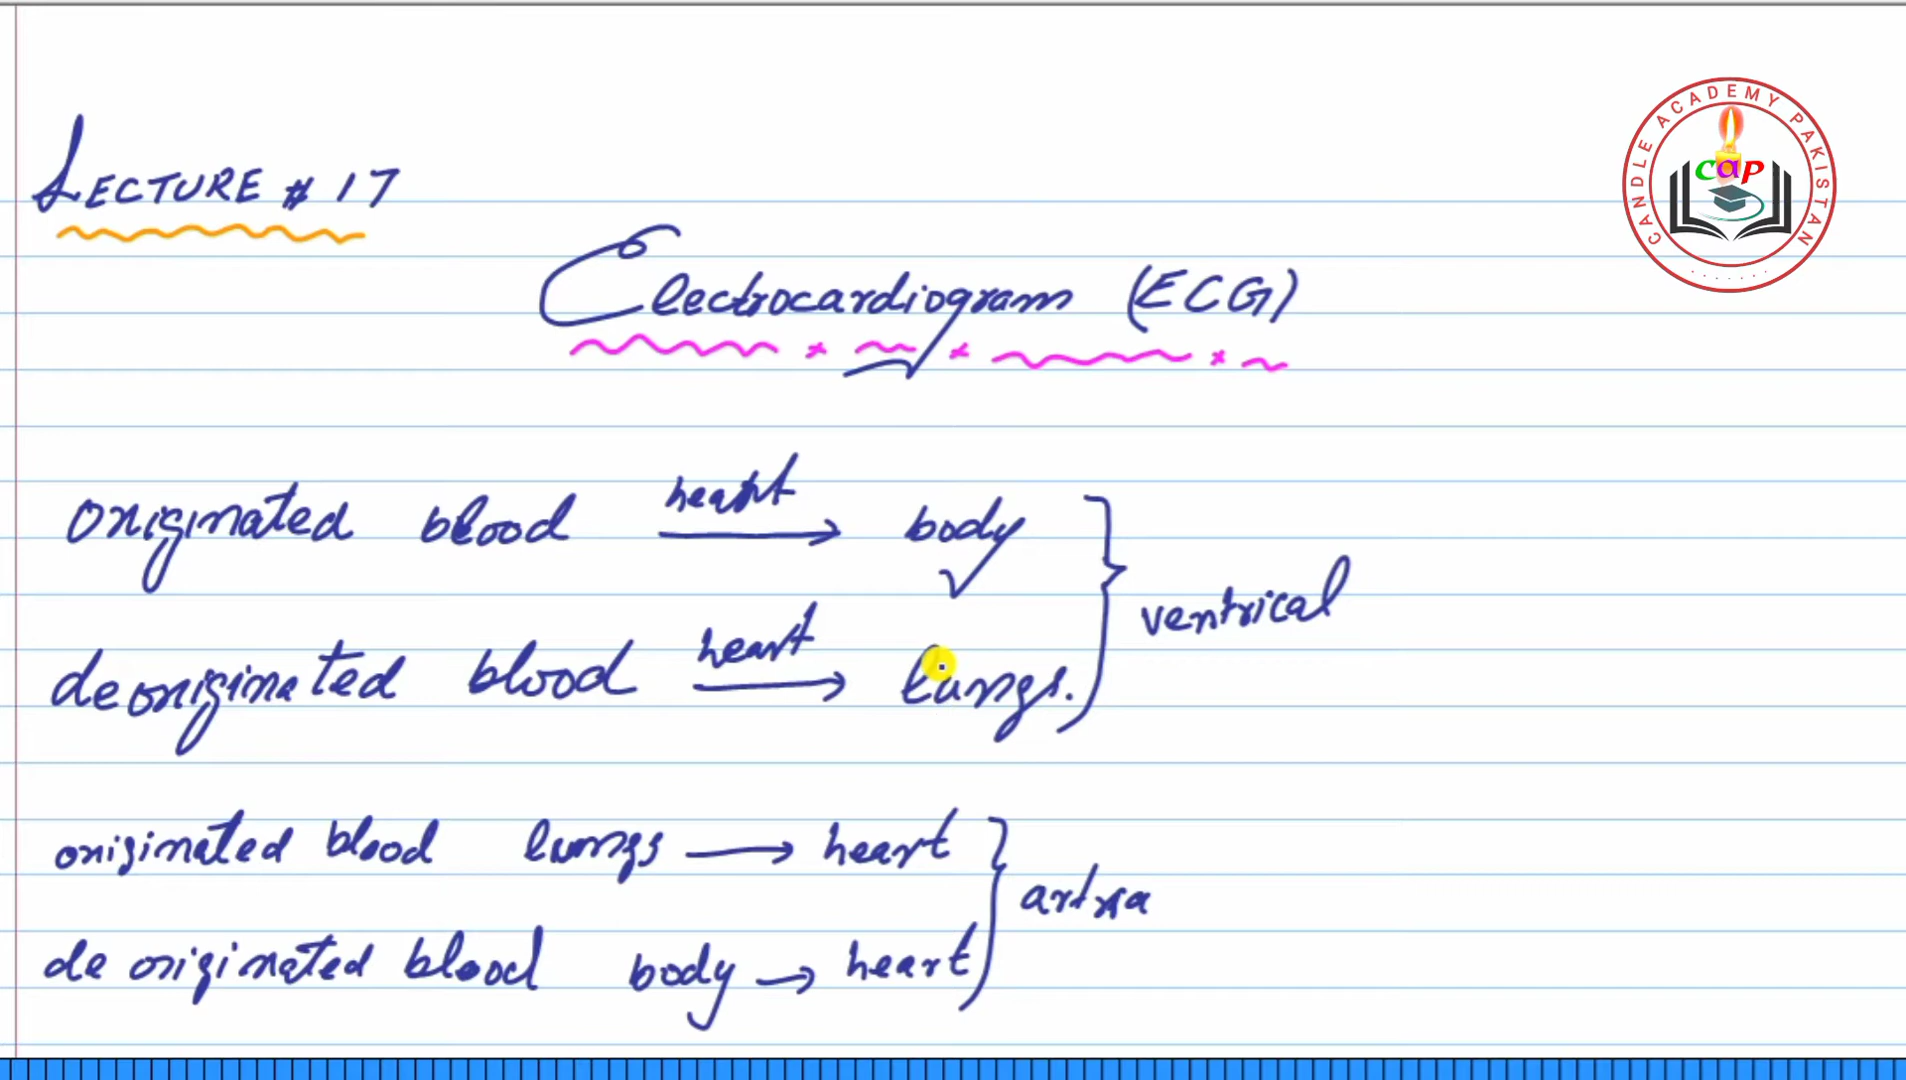 LECTURE # 17
Electrocardiogram (ECG)
Originated blood heart → body
deoriginated blood heart → Lungs.
ventrical
originated blood lungs → heart
de originated blood body → heart
artria
CANDLE ACADEMY PAKISTAN
cap